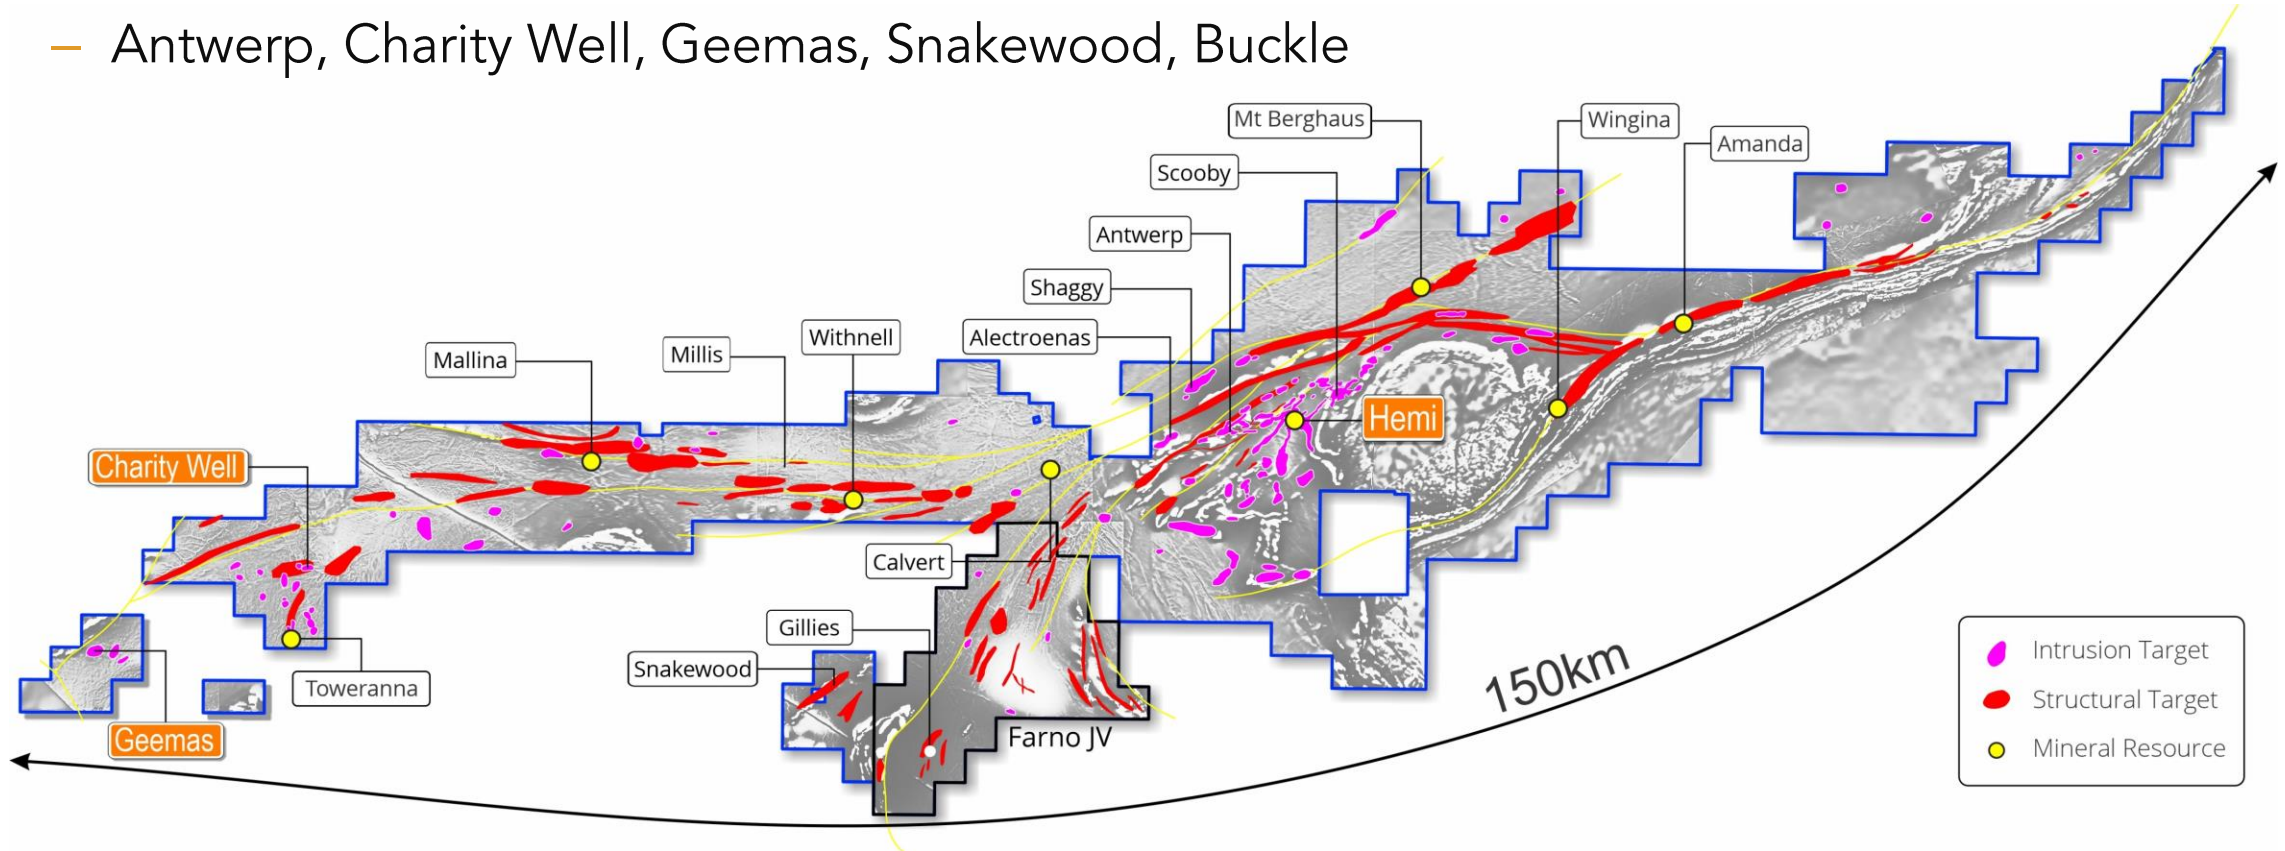 – Antwerp, Charity Well, Geemas, Snakewood, Buckle
Mt Berghaus
Wingina
Amanda
Scooby
Antwerp
Shaggy
Alectroenas
Withnell
Millis
Mallina
Hemi
Charity Well
Calvert
Gillies
Snakewood
Toweranna
Geemas
Farno JV
150km
Intrusion Target
Structural Target
Mineral Resource